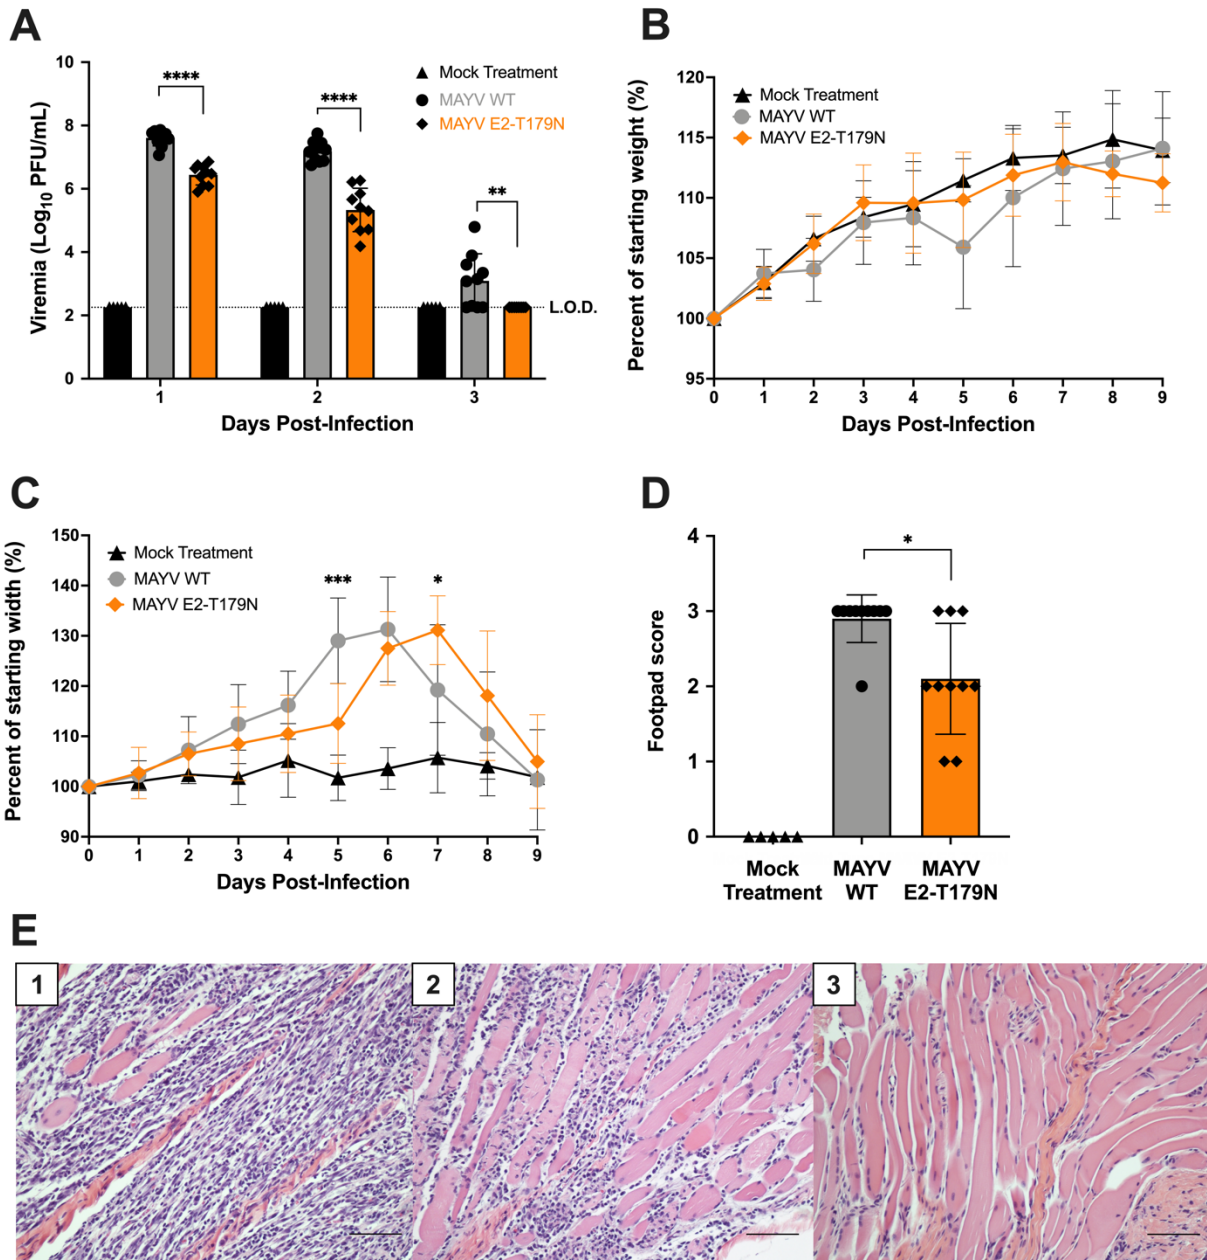 A
Viremia (Log10 PFU/mL)
10
8
6
4
2
0
****
****
**
Mock Treatment
MAYV WT
MAYV E2-T179N
L.O.D.
1
2
3
Days Post-Infection
B
Percent of starting weight (%)
120
115
110
105
100
95
Mock Treatment
MAYV WT
MAYV E2-T179N
0 1 2 3 4 5 6 7 8 9
Days Post-Infection
C
Percent of starting width (%)
150
140
130
120
110
100
90
Mock Treatment
MAYV WT
MAYV E2-T179N
***
*
0 1 2 3 4 5 6 7 8 9
Days Post-Infection
D
Footpad score
4
3
2
1
0
*
Mock
Treatment
MAYV
WT
MAYV
E2-T179N
E
1
2
3